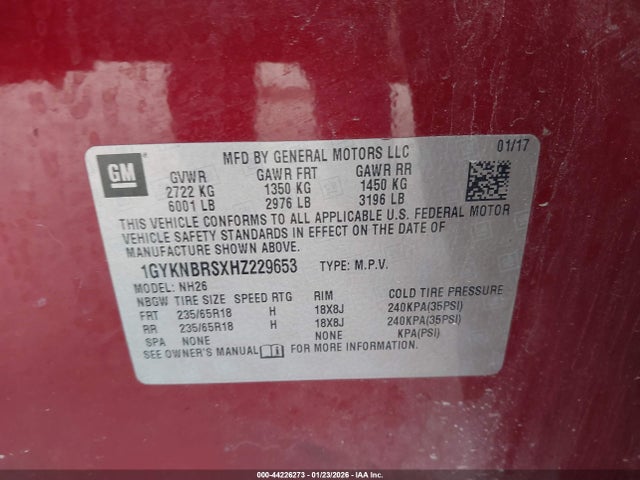 GM
MFD BY GENERAL MOTORS LLC 01/17
GVWR GAWR FRT GAWR RR
2722 KG 1350 KG 1450 KG
6001 LB 2976 LB 3196 LB
THIS VEHICLE CONFORMS TO ALL APPLICABLE U.S. FEDERAL MOTOR
VEHICLE SAFETY STANDARDS IN EFFECT ON THE DATE OF
MANUFACTURE SHOWN ABOVE.
1GYKNBRSXHZ229653 TYPE: M.P.V.
MODEL: NH26
NBGW TIRE SIZE SPEED RTG RIM COLD TIRE PRESSURE
FRT 235/65R18 H 18X8J 240KPA(35PSI)
RR 235/65R18 H 18X8J 240KPA(35PSI)
SPA NONE NONE KPA(PSI)
SEE OWNER'S MANUAL FOR MORE INFORMATION.
000-44226273 - 01/23/2026 - IAA Inc.